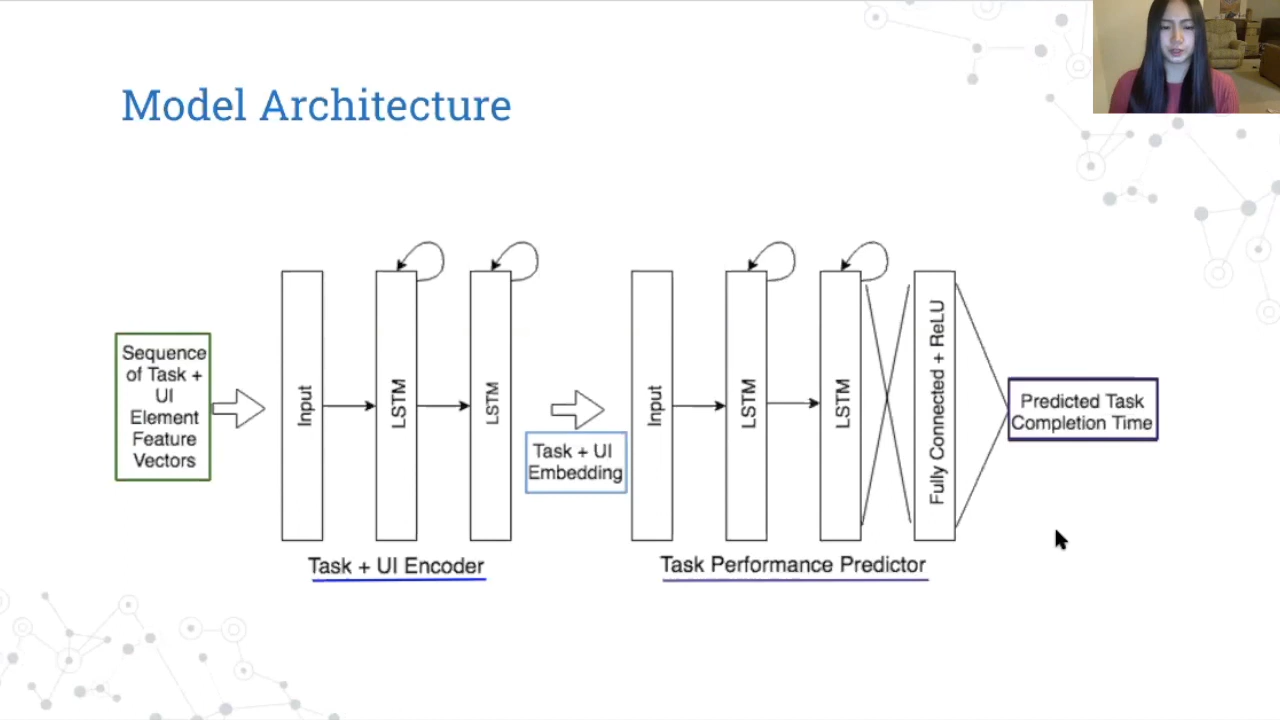 Model Architecture
Sequence
of Task +
UI
Element
Feature
Vectors
Input
LSTM
LSTM
Task + UI
Embedding
Input
LSTM
LSTM
Fully Connected + ReLU
Predicted Task
Completion Time
Task + UI Encoder
Task Performance Predictor